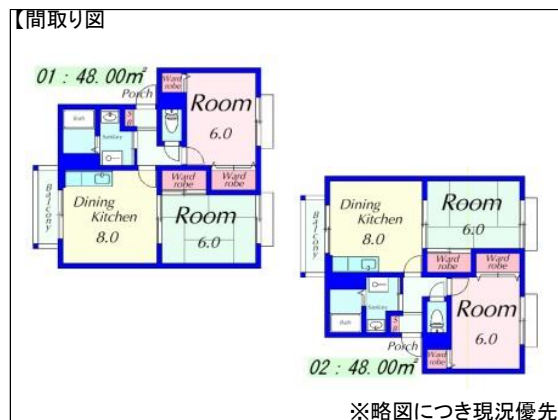 【間取り図
01 : 48.00㎡
Porch
Ward robe
Room
6.0
SB
Bath
Sanitary
Ward robe
Ward robe
Balcony
Dining Kitchen
8.0
Room
6.0
Balcony
Dining Kitchen
8.0
Room
6.0
Ward robe
Ward robe
Room
6.0
Bath
Sanitary
SB
Porch
Ward robe
02 : 48.00㎡
※略図につき現況優先